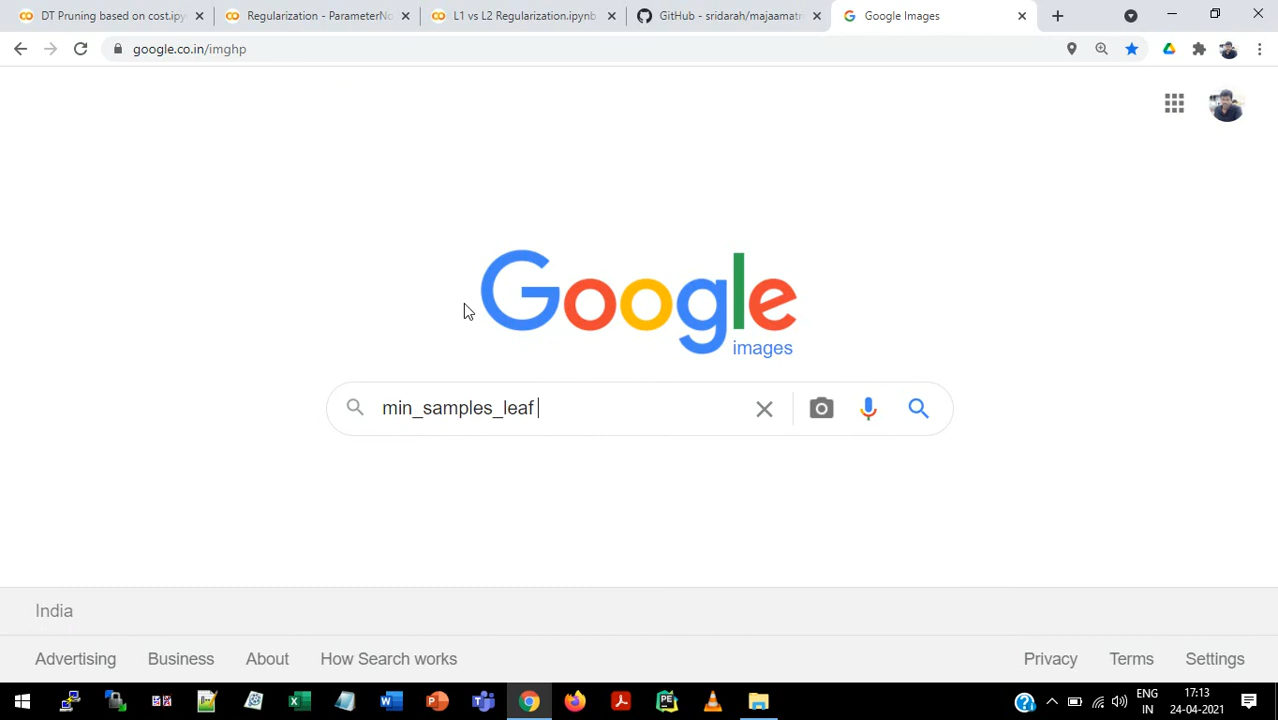 DT Pruning based on cost.ipy
Regularization - ParameterNo
L1 vs L2 Regularization.ipynb
GitHub - sridarah/majaamatr
Google Images
google.co.in/imghp
Google
images
min_samples_leaf
India
Advertising Business About How Search works
Privacy Terms Settings
ENG
IN
17:13
24-04-2021